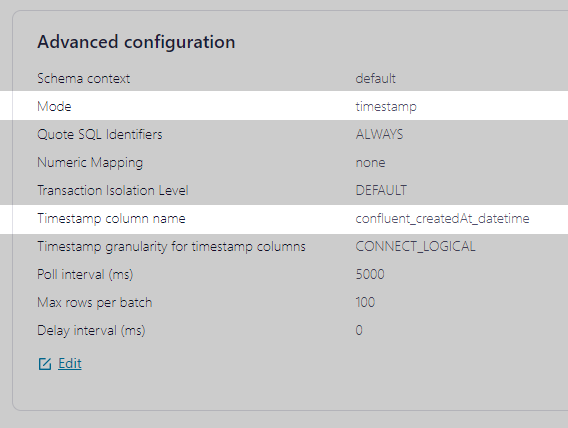 Advanced configuration
Schema context default
Mode timestamp
Quote SQL Identifiers ALWAYS
Numeric Mapping none
Transaction Isolation Level DEFAULT
Timestamp column name confluent_createdAt_datetime
Timestamp granularity for timestamp columns CONNECT_LOGICAL
Poll interval (ms) 5000
Max rows per batch 100
Delay interval (ms) 0
Edit